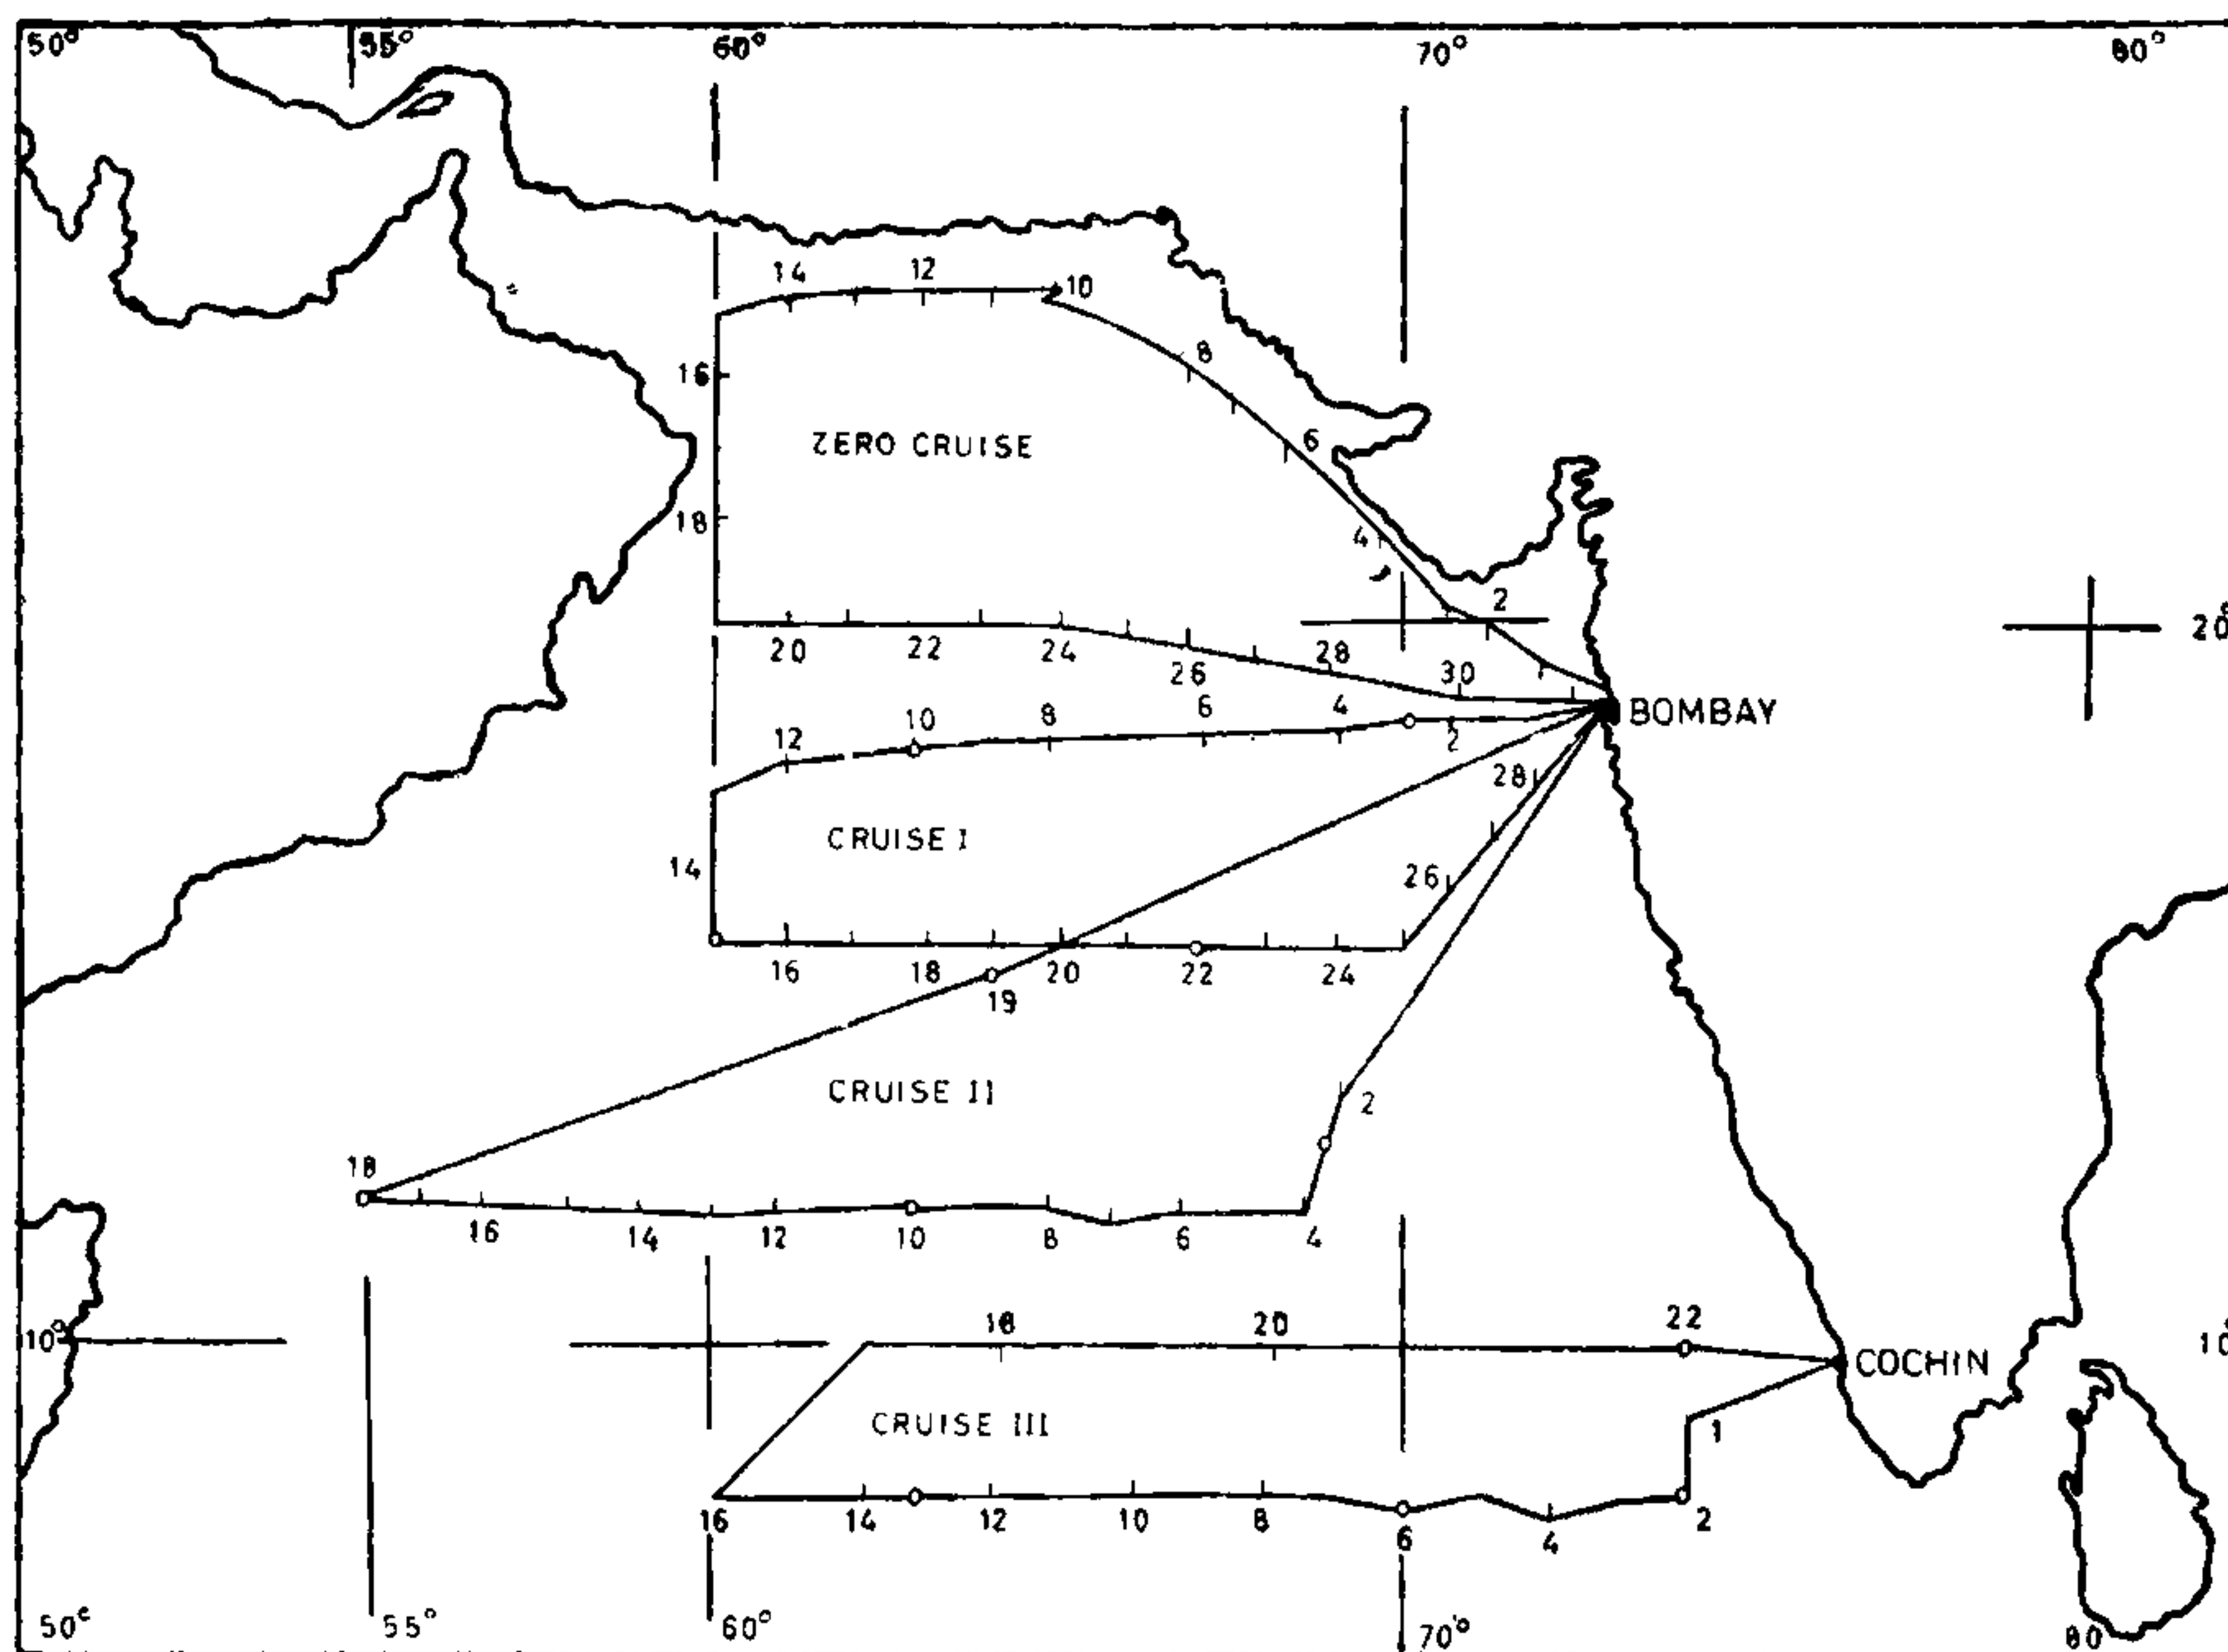 50° 55° 60° 70° 80°
14 12 10
8
16
ZERO CRUISE 6
18 4
2
20°
20 22 24 26 28 30
BOMBAY
12 10 8 6 4 2
28
CRUISE I
14
26
16 18 20 22 24
19
CRUISE II
2
18
16 14 12 10 8 6 4
10° 18 20 22 10
COCHIN
CRUISE III
1
16 14 12 10 8 6 4 2
50° 55° 60° 70° 80